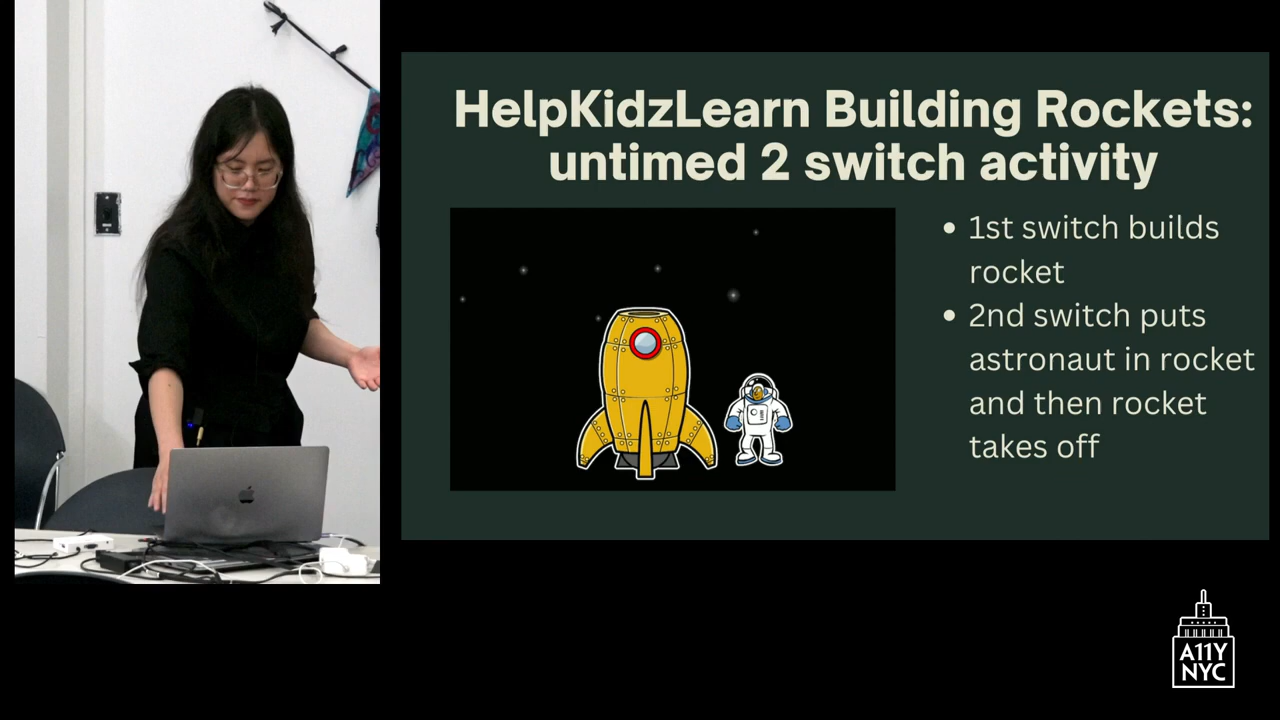 HelpKidzLearn Building Rockets:
untimed 2 switch activity
• 1st switch builds
rocket
• 2nd switch puts
astronaut in rocket
and then rocket
takes off
A11Y
NYC